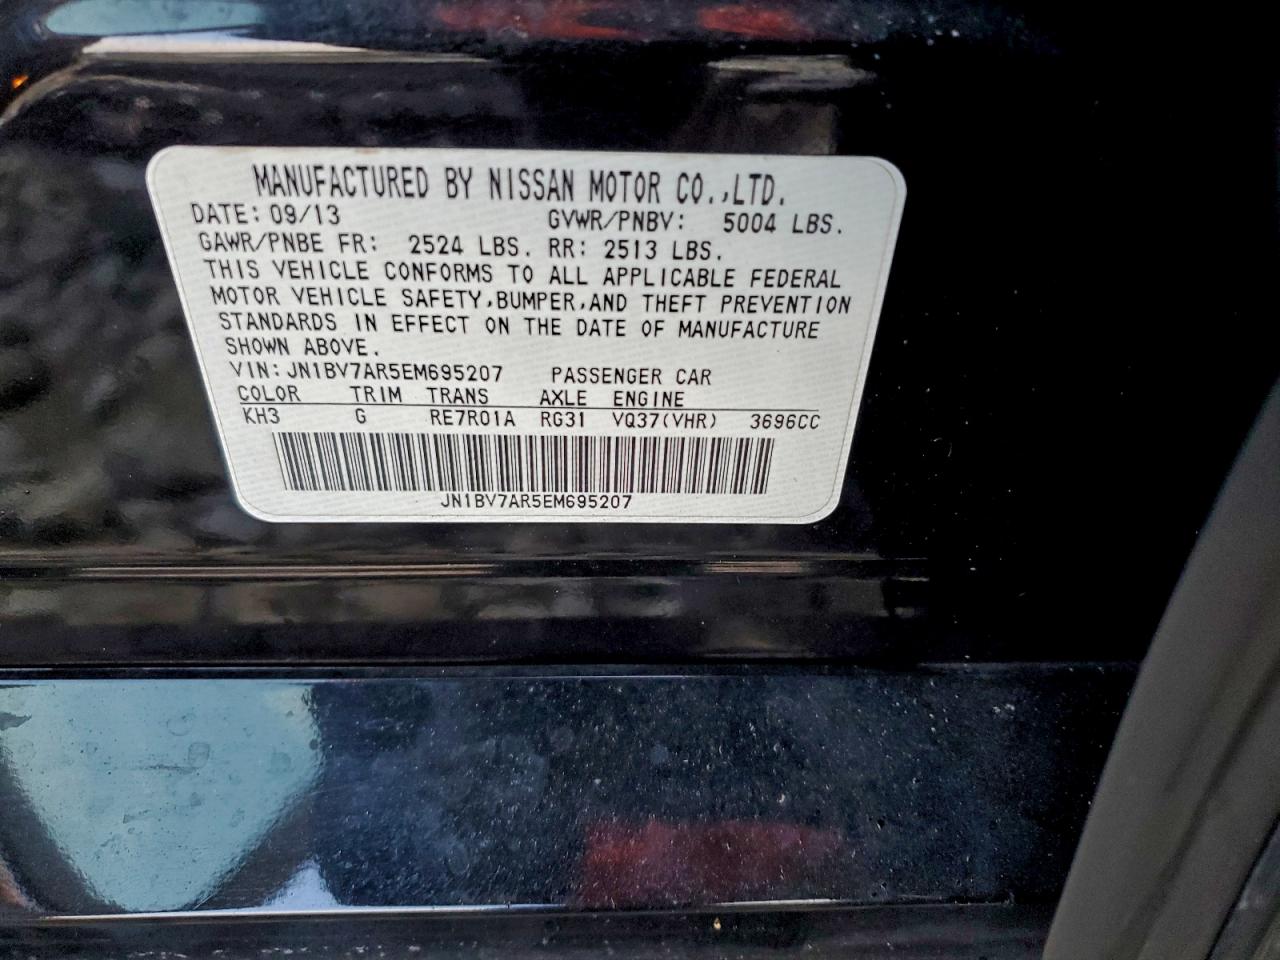 MANUFACTURED BY NISSAN MOTOR CO.,LTD.
DATE: 09/13 GVWR/PNBV: 5004 LBS.
GAWR/PNBE FR: 2524 LBS. RR: 2513 LBS.
THIS VEHICLE CONFORMS TO ALL APPLICABLE FEDERAL
MOTOR VEHICLE SAFETY,BUMPER,AND THEFT PREVENTION
STANDARDS IN EFFECT ON THE DATE OF MANUFACTURE
SHOWN ABOVE.
VIN: JN1BV7AR5EM695207 PASSENGER CAR
COLOR TRIM TRANS AXLE ENGINE
KH3 G RE7R01A RG31 VQ37(VHR) 3696CC
JN1BV7AR5EM695207